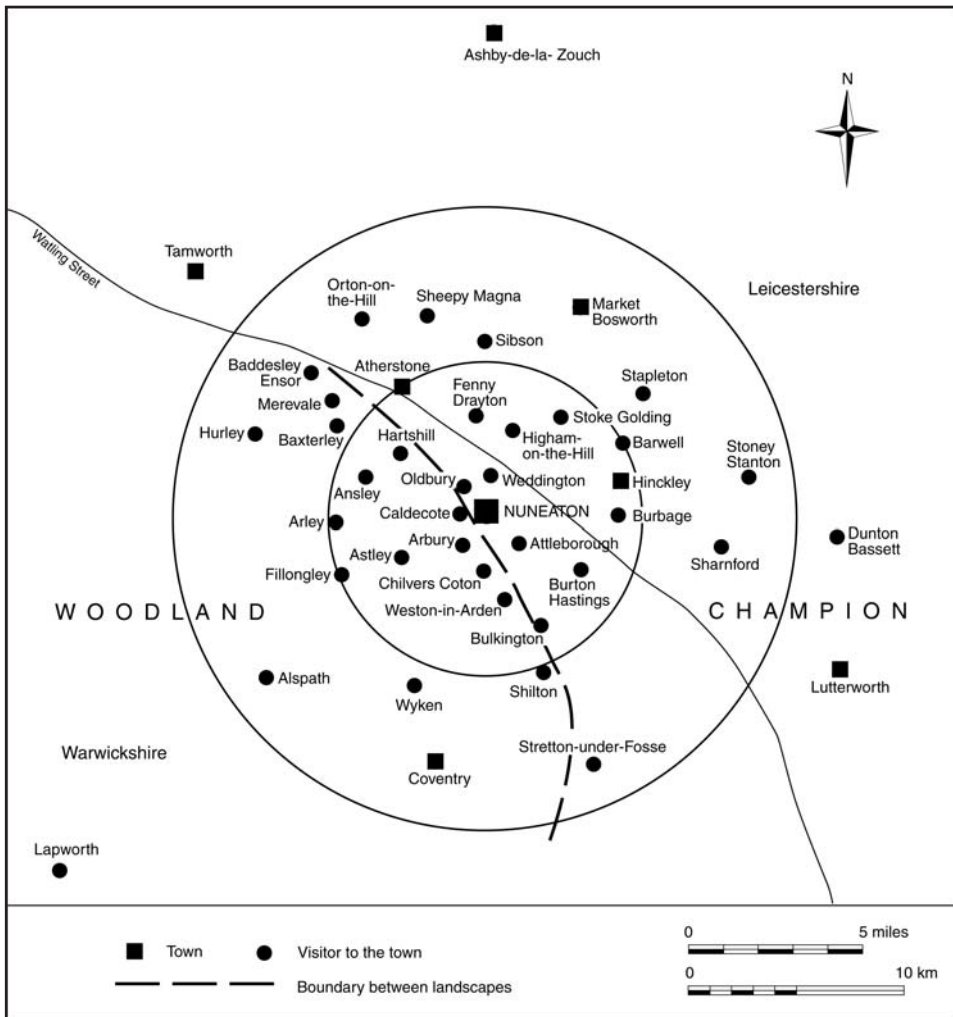 Ashby-de-la- Zouch
N
Watling Street
Tamworth
Leicestershire
Orton-on-
the-Hill
Sheepy Magna
Market
Bosworth
Sibson
Baddesley
Ensor
Atherstone
Stapleton
Fenny
Drayton
Merevale
Stoke Golding
Hurley
Baxterley
Hartshill
Higham-
on-the-Hill
Barwell
Stoney
Stanton
Ansley
Oldbury
Weddington
Hinckley
Caldecote
NUNEATON
Burbage
Arley
Arbury
Attleborough
Dunton
Bassett
Astley
Sharnford
Fillongley
Chilvers Coton
Burton
Hastings
WOODLAND
Weston-in-Arden
CHAMPION
Bulkington
Alspath
Wyken
Shilton
Lutterworth
Warwickshire
Stretton-under-Fosse
Coventry
Lapworth
Town
Visitor to the town
Boundary between landscapes
0 5 miles
0 10 km